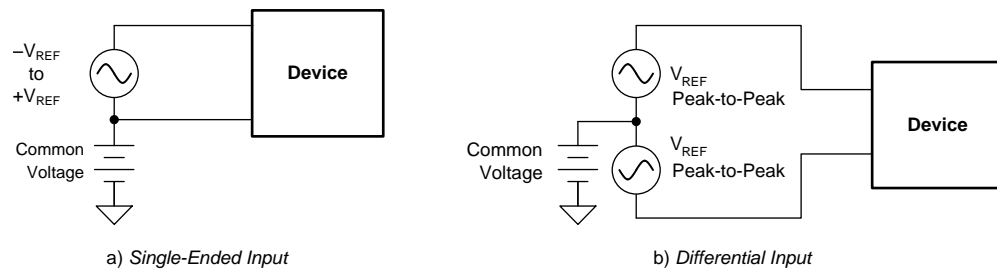 –V_REF
to
+V_REF
Device
Common
Voltage
a) Single-Ended Input
V_REF
Peak-to-Peak
Common
Voltage
V_REF
Peak-to-Peak
Device
b) Differential Input